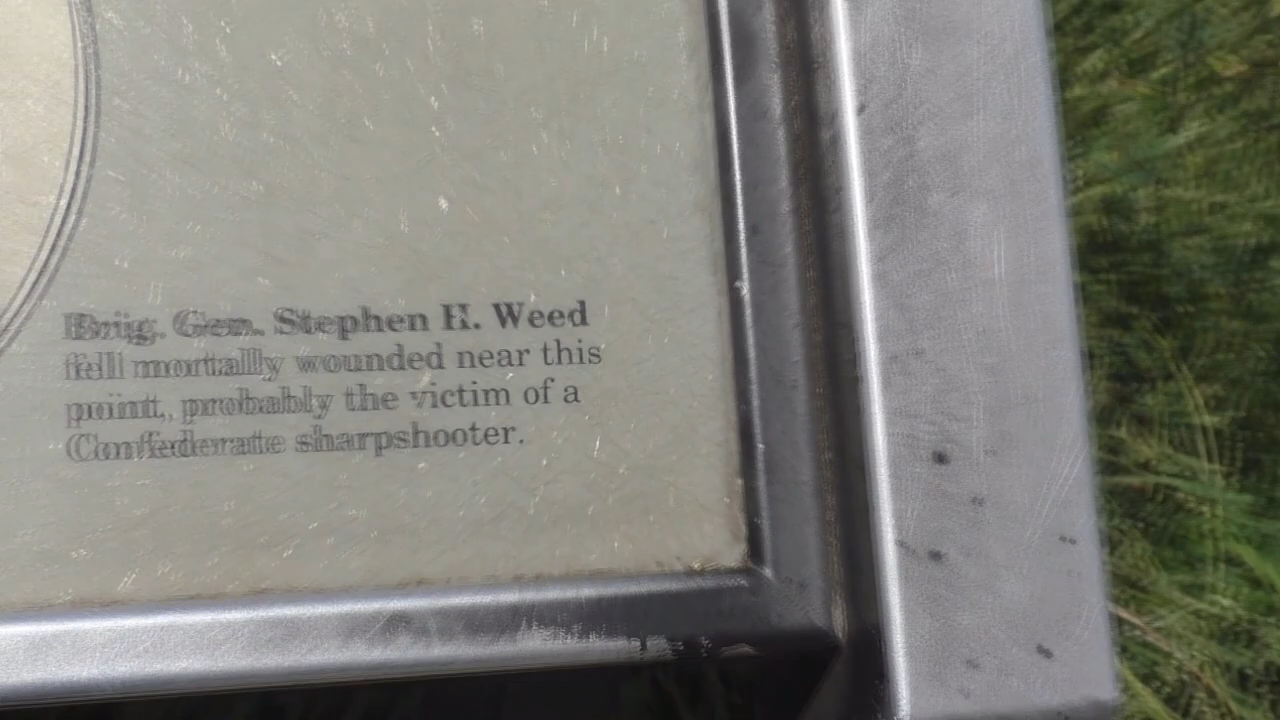 Brig. Gen. Stephen H. Weed
fell mortally wounded near this
point, probably the victim of a
Confederate sharpshooter.